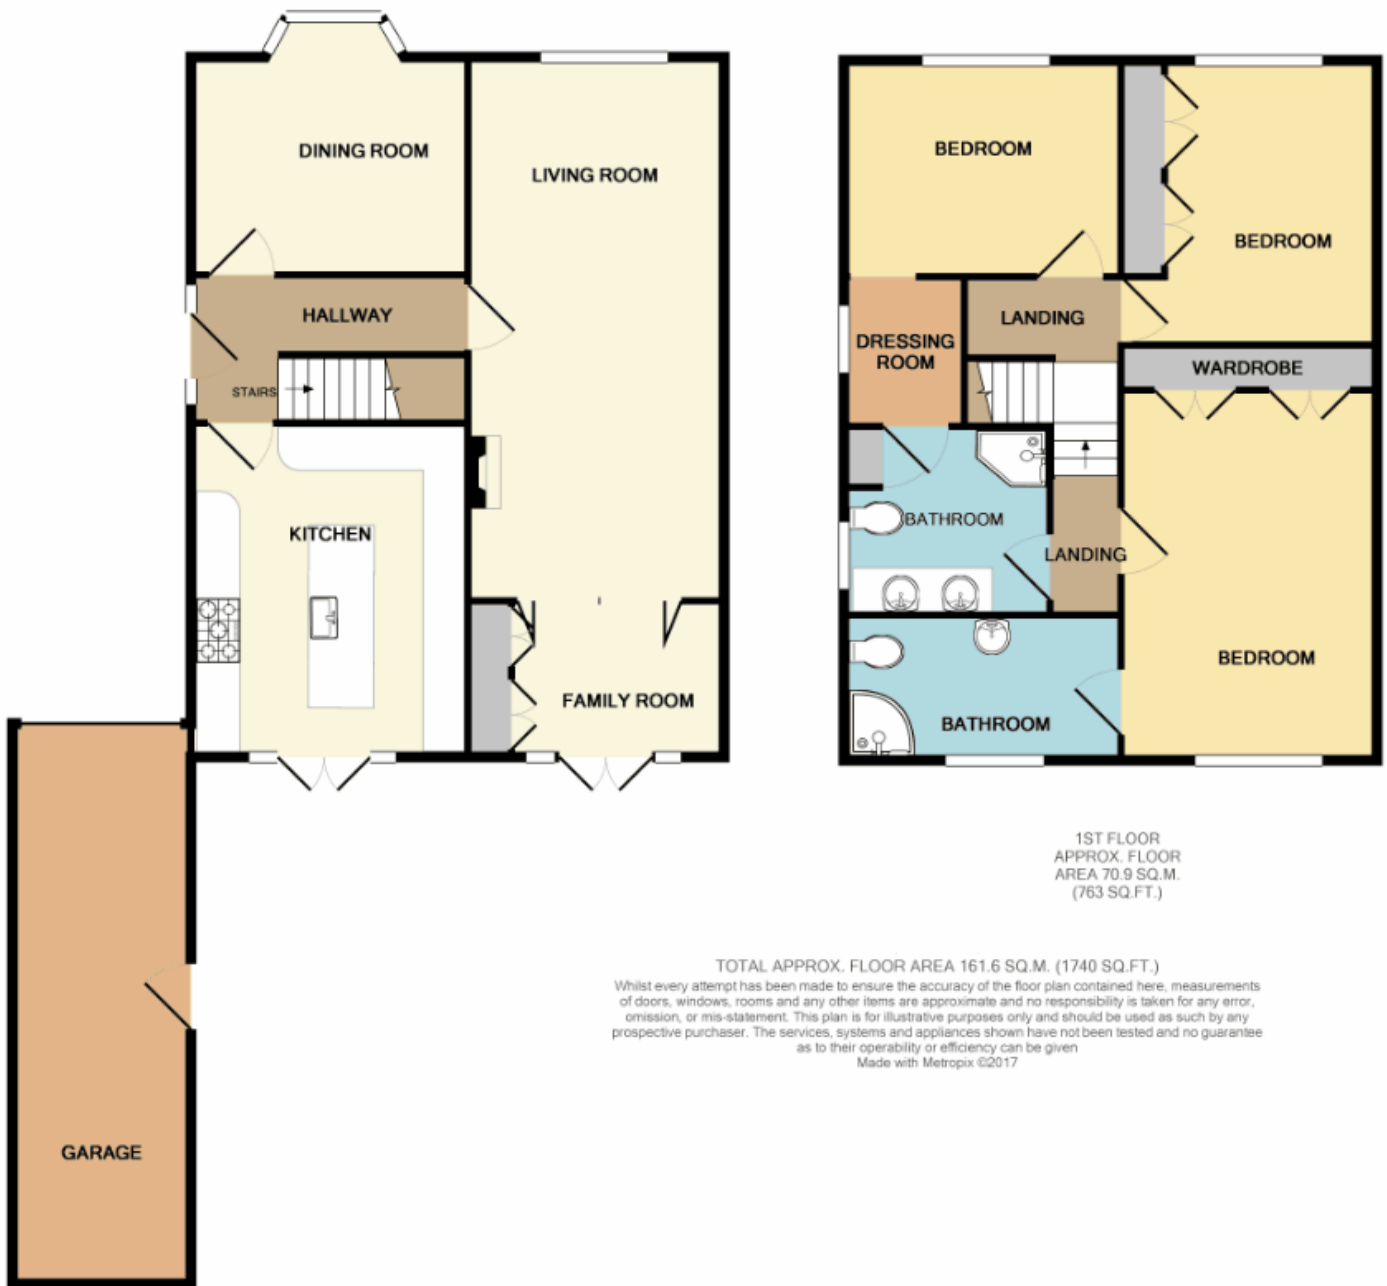 DINING ROOM
LIVING ROOM
HALLWAY
STAIRS
KITCHEN
FAMILY ROOM
GARAGE
BEDROOM
BEDROOM
LANDING
DRESSING
ROOM
WARDROBE
BATHROOM
LANDING
BEDROOM
BATHROOM
1ST FLOOR
APPROX. FLOOR
AREA 70.9 SQ.M.
(763 SQ.FT.)
TOTAL APPROX. FLOOR AREA 161.6 SQ.M. (1740 SQ.FT.)
Whilst every attempt has been made to ensure the accuracy of the floor plan contained here, measurements
of doors, windows, rooms and any other items are approximate and no responsibility is taken for any error,
omission, or mis-statement. This plan is for illustrative purposes only and should be used as such by any
prospective purchaser. The services, systems and appliances shown have not been tested and no guarantee
as to their operability or efficiency can be given
Made with Metropix ©2017